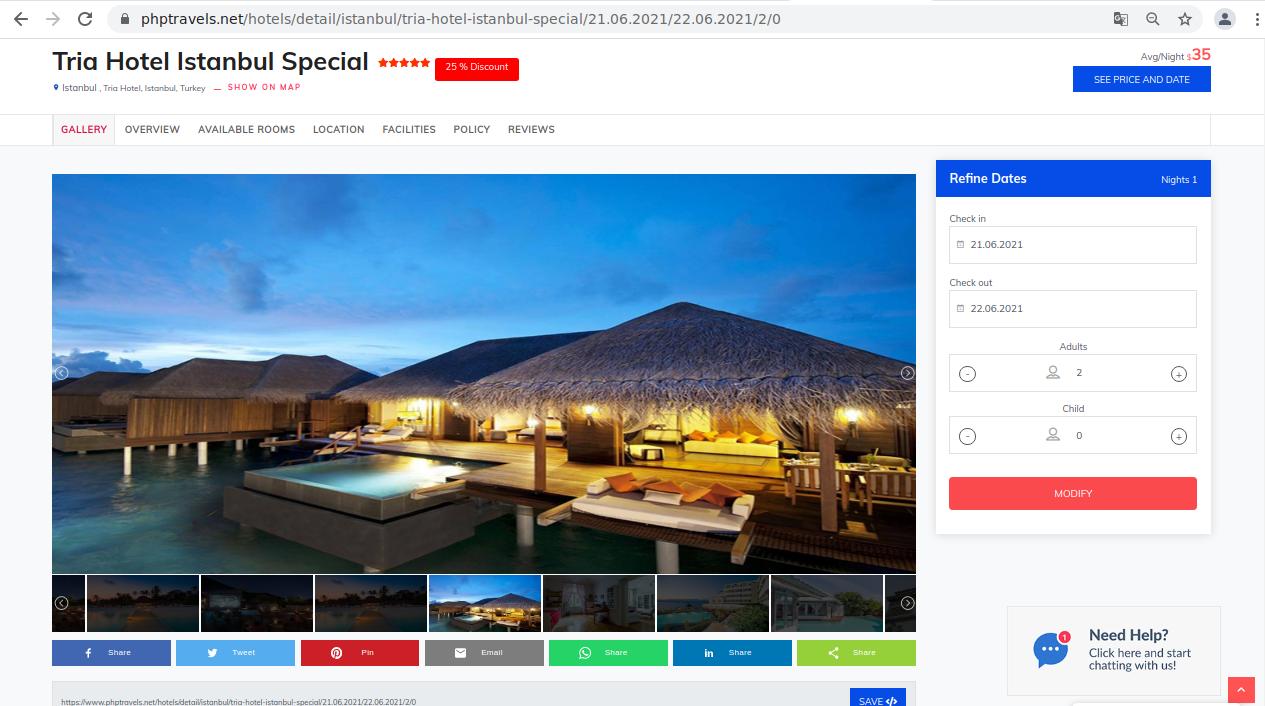 phptravels.net/hotels/detail/istanbul/tria-hotel-istanbul-special/21.06.2021/22.06.2021/2/0
Tria Hotel Istanbul Special
25 % Discount
Avg/Night $35
Istanbul , Tria Hotel, Istanbul, Turkey — SHOW ON MAP
SEE PRICE AND DATE
GALLERY OVERVIEW AVAILABLE ROOMS LOCATION FACILITIES POLICY REVIEWS
Refine Dates Nights 1
Check in
21.06.2021
Check out
22.06.2021
Adults
- 2 +
Child
- 0 +
MODIFY
Share Tweet Pin Email Share Share Share
https://www.phptravels.net/hotels/detail/istanbul/tria-hotel-istanbul-special/21.06.2021/22.06.2021/2/0
SAVE </>
1
Need Help?
Click here and start
chatting with us!